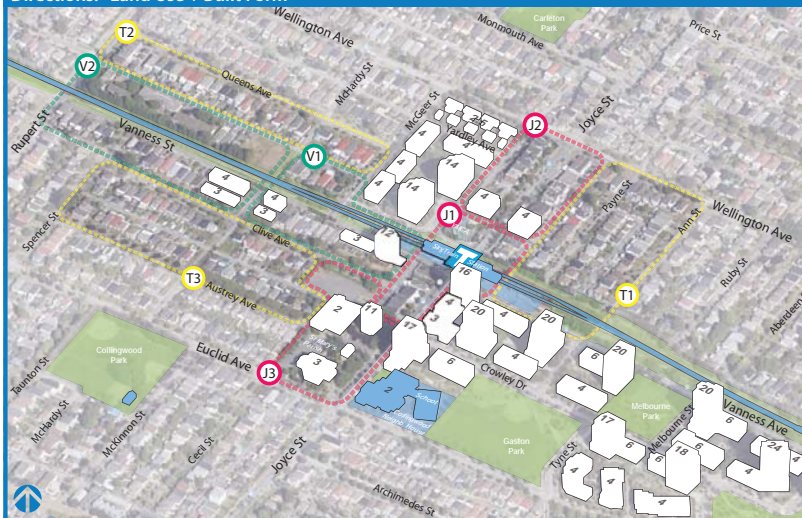 Wellington Ave
Monmouth Ave
Carleton
Park
Price St
T2
V2
Queens Ave
McHardy St
McGeer St
Yardley Ave
J2
Joyce St
Rupert St
Vanness St
V1
4
4
4
4
14
14
4
4
J1
Payne St
Ann St
Wellington Ave
Spencer St
4
3
4
3
Clive Ave
3
12
Station
16
T3
Austrey Ave
T1
Ruby St
Aberdeen
2
11
17
4
3
20
4
20
4
6
6
20
4
Euclid Ave
J3
3
Crowley Dr
Collingwood
Park
2
School
Gaston
Park
Melbourne
Park
Vanness Ave
Taunton St
McHardy St
McKinnon St
Cecil St
Joyce St
Archimedes St
Tyne St
Melbourne St
17
6
20
6
6
18
4
24
4
4
4
4